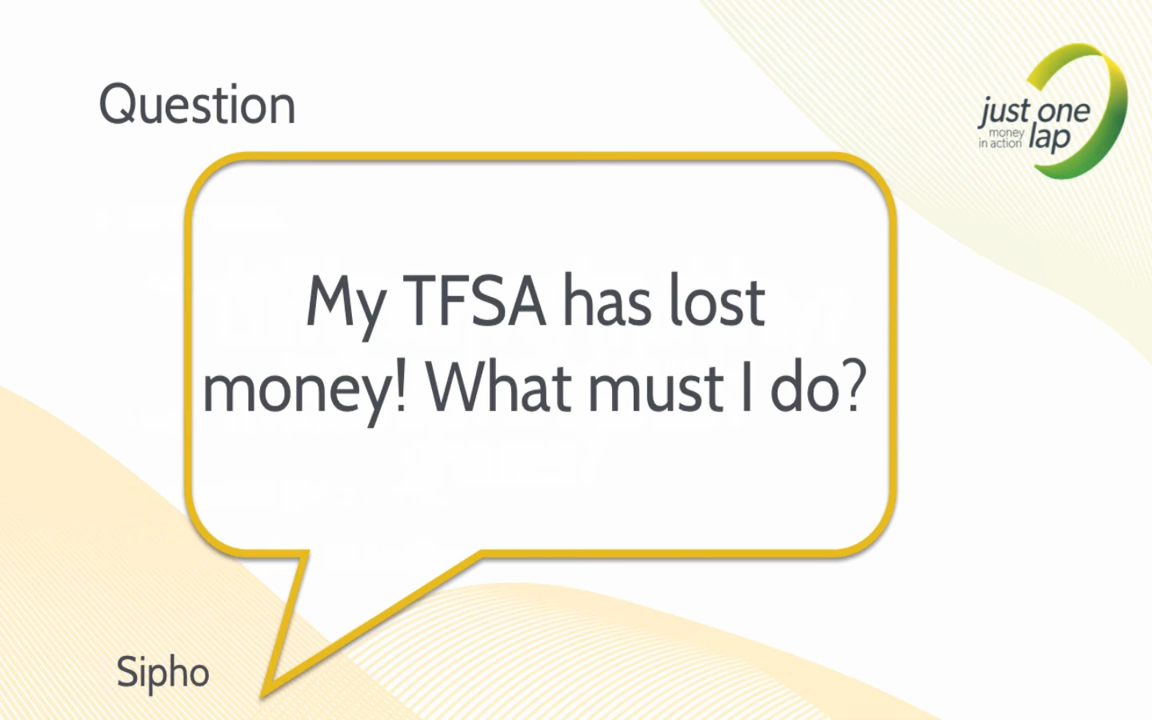 Question
just one
money
in action lap
My TFSA has lost
money! What must I do?
Sipho